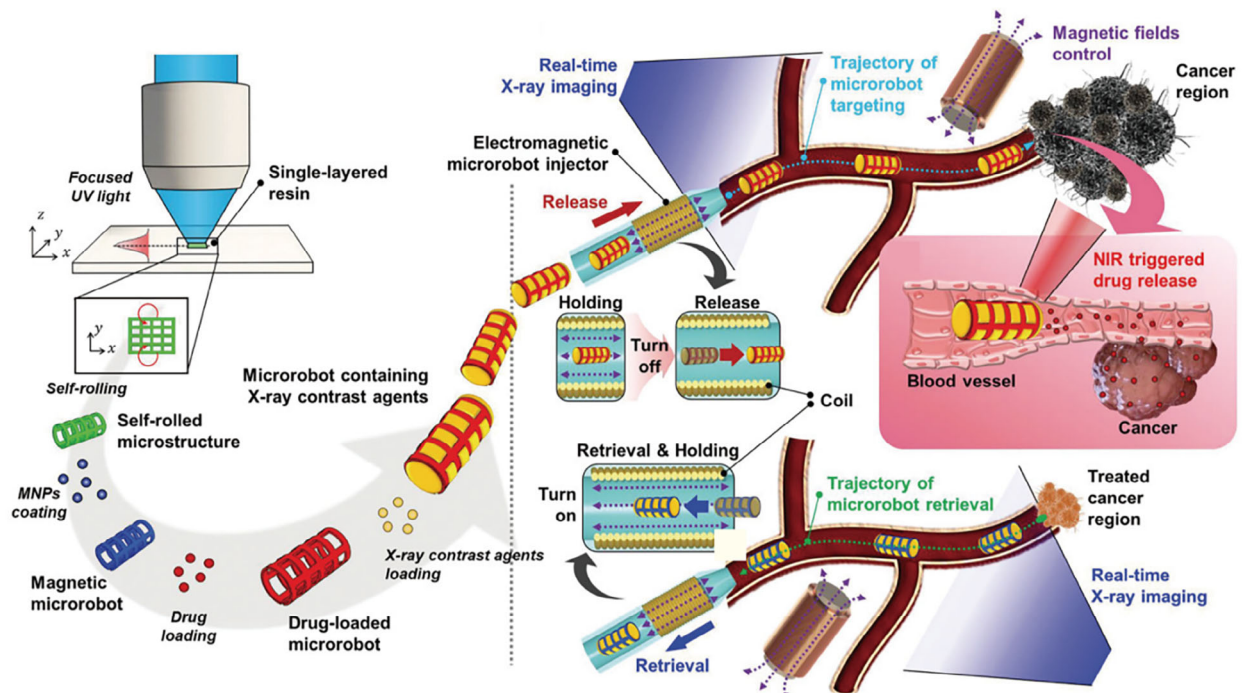 Focused
UV light
Single-layered
resin
z
y
x
y
x
Self-rolling
Self-rolled
microstructure
MNPs
coating
Magnetic
microrobot
Drug
loading
Drug-loaded
microrobot
X-ray contrast agents
loading
Microrobot containing
X-ray contrast agents
Real-time
X-ray imaging
Electromagnetic
microrobot injector
Release
Trajectory of
microrobot
targeting
Magnetic fields
control
Cancer
region
Holding
Turn
off
Release
Coil
NIR triggered
drug release
Blood vessel
Cancer
Retrieval & Holding
Turn
on
Trajectory of
microrobot retrieval
Treated
cancer
region
Real-time
X-ray imaging
Retrieval